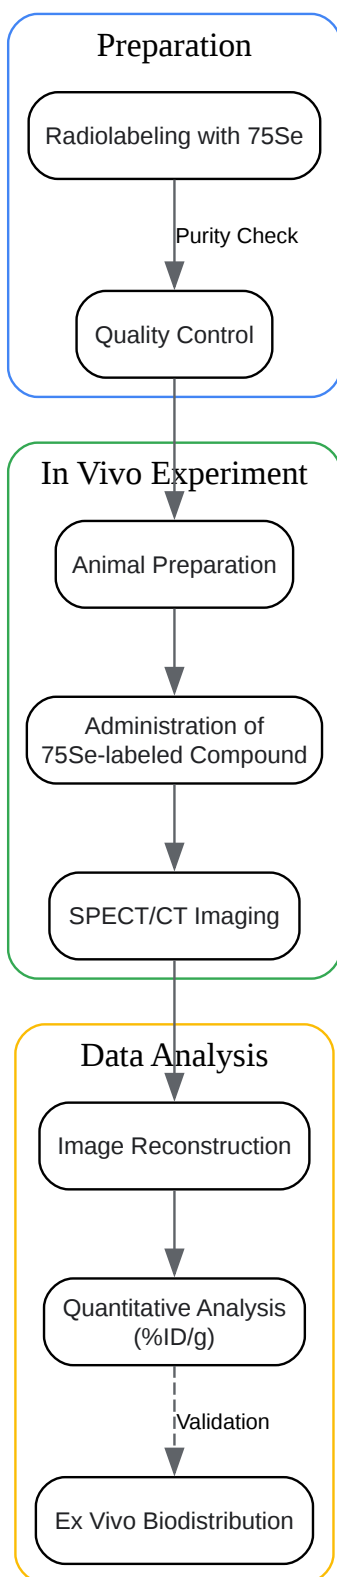 Preparation
Radiolabeling with 75Se
Purity Check
Quality Control
In Vivo Experiment
Animal Preparation
Administration of
75Se-labeled Compound
SPECT/CT Imaging
Data Analysis
Image Reconstruction
Quantitative Analysis
(%ID/g)
Validation
Ex Vivo Biodistribution